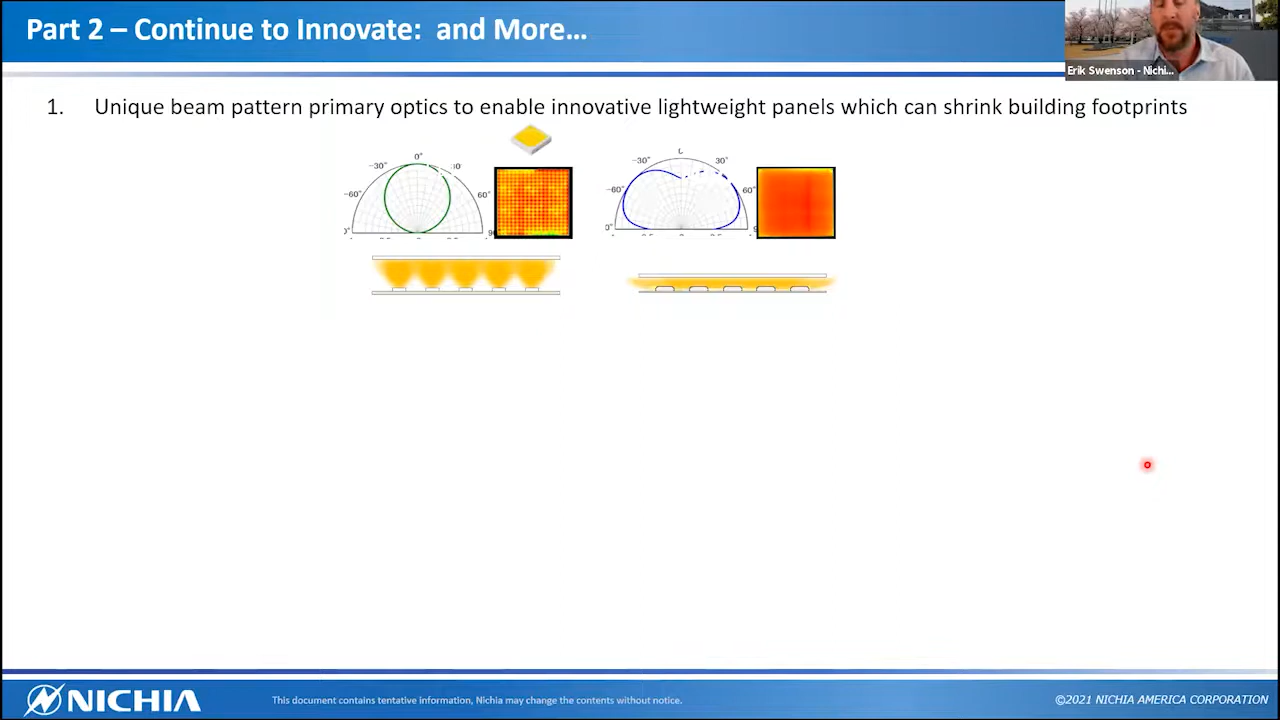 Part 2 – Continue to Innovate:  and More…
Erik Swenson - Nichi...
1. Unique beam pattern primary optics to enable innovative lightweight panels which can shrink building footprints
0°
-30°
30°
-60°
60°
-30°
30°
-60°
60°
NICHIA
This document contains tentative information, Nichia may change the contents without notice.
©2021 NICHIA AMERICA CORPORATION